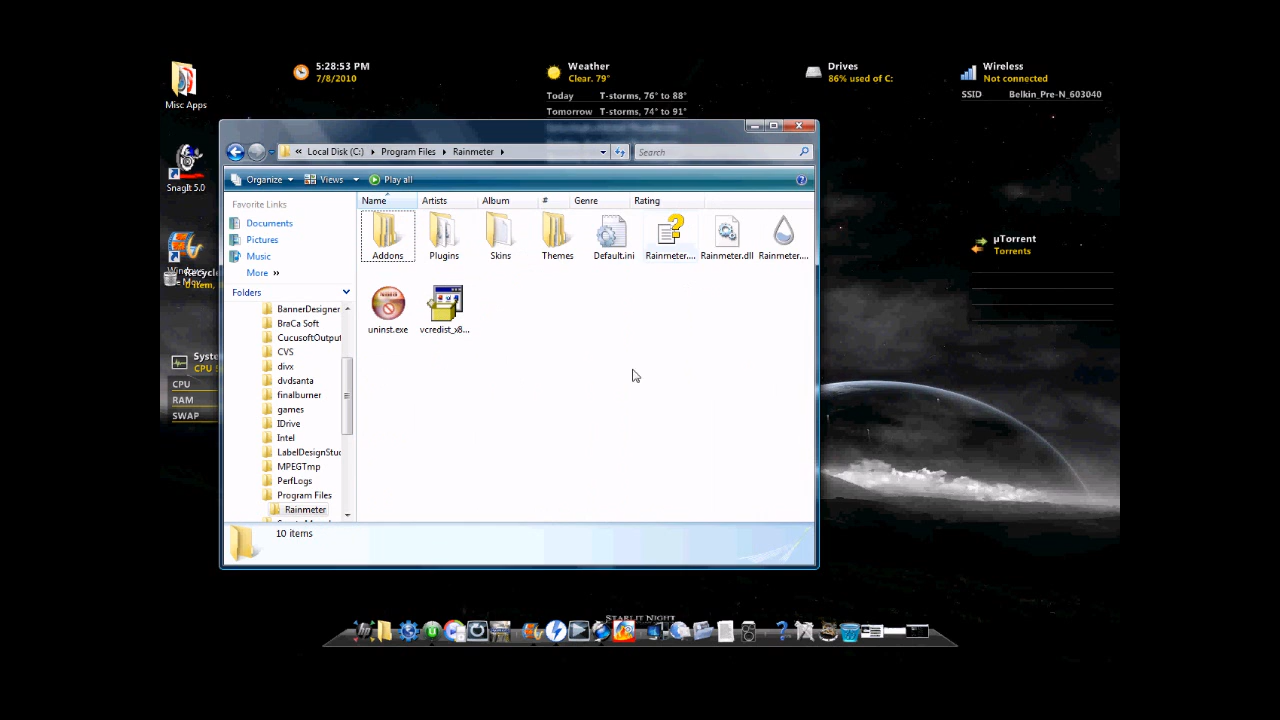 5:28:53 PM
7/8/2010
Weather
Clear. 79°
Today T-storms, 76° to 88°
Tomorrow T-storms, 74° to 91°
Drives
86% used of C:
Wireless
Not connected
SSID Belkin_Pre-N_603040
Misc Apps
SnagIt 5.0
Local Disk (C:) Program Files Rainmeter
Search
Organize Views Play all
Favorite Links
Documents
Pictures
Music
More »
Folders
BannerDesigner
BraCa Soft
CucusoftOutput
CVS
divx
dvdsanta
finalburner
games
IDrive
Intel
LabelDesignStud
MPEGTmp
PerfLogs
Program Files
Rainmeter
Name Artists Album # Genre Rating
Addons Plugins Skins Themes Default.ini Rainmeter.... Rainmeter.dll Rainmeter....
uninst.exe vcredist_x8...
10 items
µTorrent
Torrents
Recycle
Syste
CPU
CPU
RAM
SWAP
STARLIT NIGHT